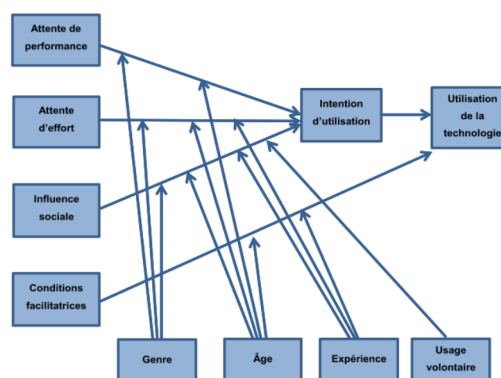 Attente de
performance
Attente
d'effort
Intention
d'utilisation
Utilisation
de la
technologie
Influence
sociale
Conditions
facilitatrices
Genre
Âge
Expérience
Usage
volontaire